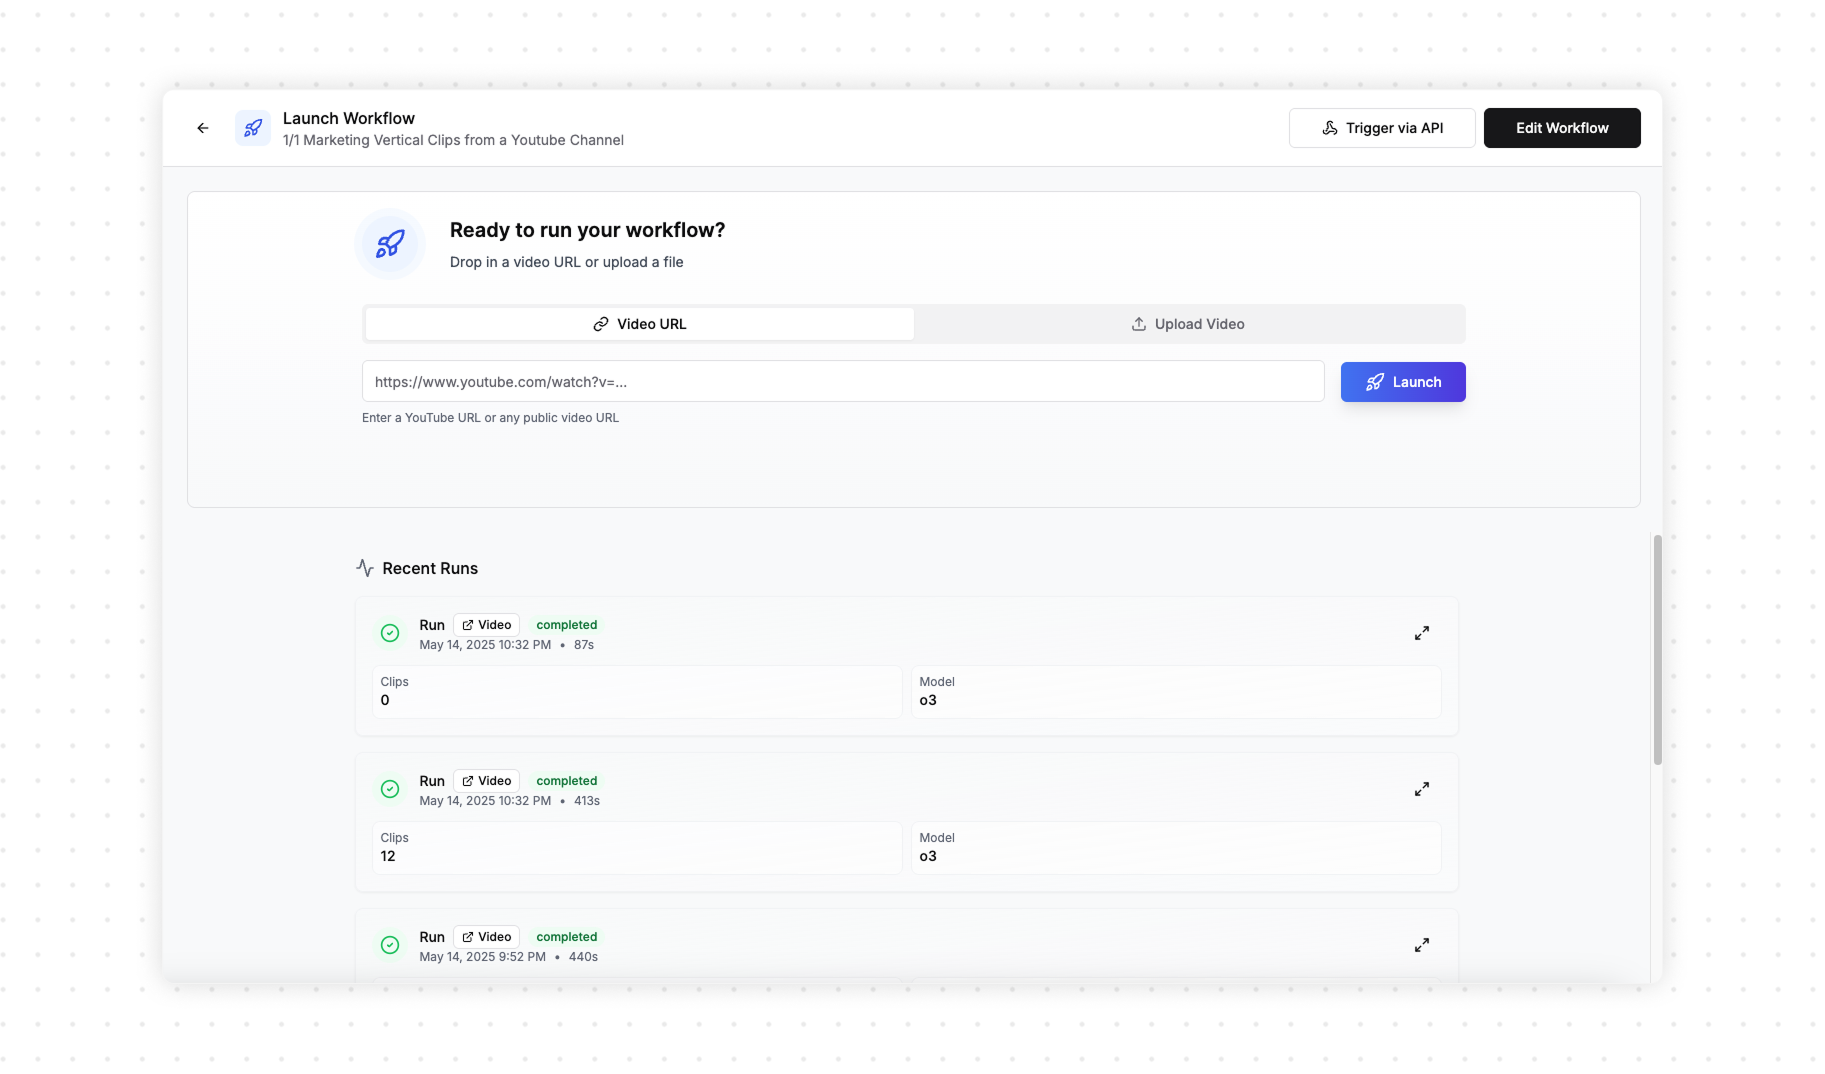 Launch Workflow
1/1 Marketing Vertical Clips from a Youtube Channel
Trigger via API
Edit Workflow
Ready to run your workflow?
Drop in a video URL or upload a file
Video URL
Upload Video
https://www.youtube.com/watch?v=...
Launch
Enter a YouTube URL or any public video URL
Recent Runs
Run Video completed
May 14, 2025 10:32 PM • 87s
Clips
0
Model
o3
Run Video completed
May 14, 2025 10:32 PM • 413s
Clips
12
Model
o3
Run Video completed
May 14, 2025 9:52 PM • 440s